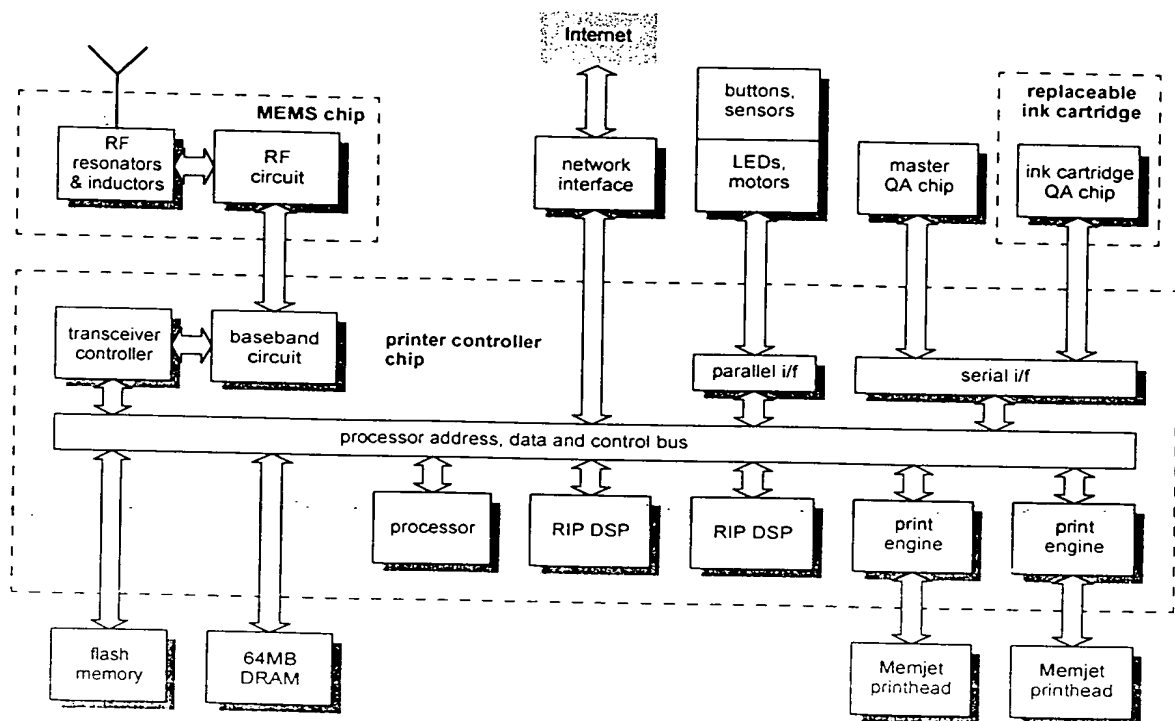 Internet
MEMS chip
RF
resonators
& inductors
RF
circuit
network
interface
buttons,
sensors
LEDs,
motors
master
QA chip
replaceable
ink cartridge
ink cartridge
QA chip
transceiver
controller
baseband
circuit
printer controller
chip
parallel i/f
serial i/f
processor address, data and control bus
processor
RIP DSP
RIP DSP
print
engine
print
engine
flash
memory
64MB
DRAM
Memjet
printhead
Memjet
printhead